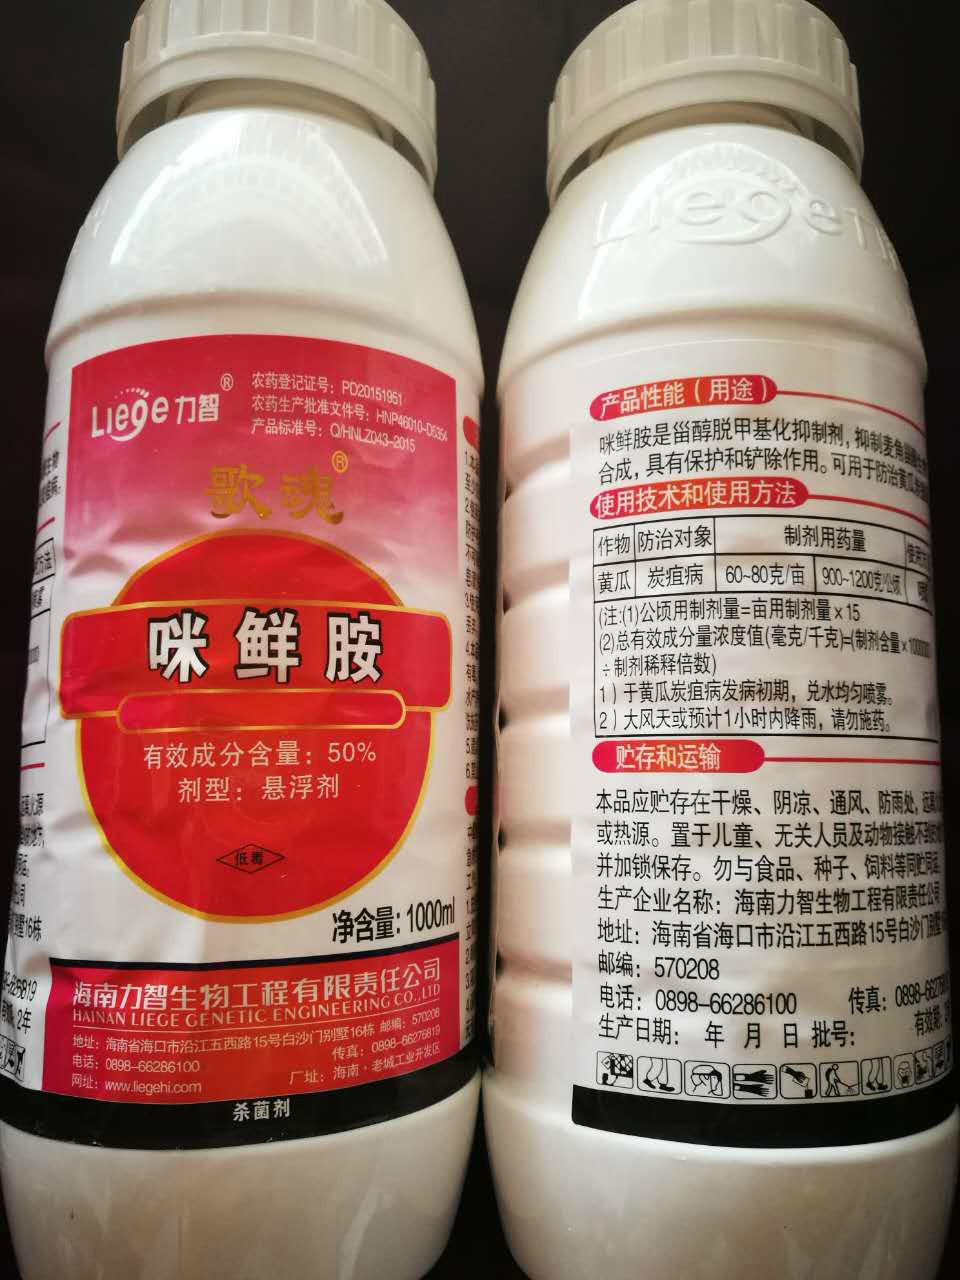 Liege力智®
农药登记证号：PD20151951
农药生产批准文件号：HNP46010-D5354
产品标准号：Q/HNLZ043-2015
歌魂®
咪鲜胺
有效成分含量：50%
剂型：悬浮剂
低毒
净含量：1000ml
海南力智生物工程有限责任公司
HAINAN LIEGE GENETIC ENGINEERING CO.,LTD
地址：海南省海口市沿江五西路15号白沙门别墅16栋 邮编：570208
电话：0898-66286100 传真：0898-66276819
网址：www.liegehi.com 厂址：海南·老城工业开发区
杀菌剂
Liege
产品性能（用途）
咪鲜胺是甾醇脱甲基化抑制剂，抑制麦角甾醇
合成，具有保护和铲除作用。可用于防治黄瓜
使用技术和使用方法
作物 防治对象 制剂用药量
黄瓜 炭疽病 60~80克/亩 900~1200克/公顷
(注:(1)公顷用制剂量=亩用制剂量×15
(2)总有效成分量浓度值(毫克/千克)=(制剂含量×1000000
÷制剂稀释倍数)
1）于黄瓜炭疽病发病初期，兑水均匀喷雾。
2）大风天或预计1小时内降雨，请勿施药。
贮存和运输
本品应贮存在干燥、阴凉、通风、防雨处，远离火
或热源。置于儿童、无关人员及动物接触不到
并加锁保存。勿与食品、种子、饲料等同贮同运
生产企业名称：海南力智生物工程有限责任公司
地址：海南省海口市沿江五西路15号白沙门别墅
邮编：570208
电话：0898-66286100 传真：0898-66276
生产日期： 年 月 日 批号： 有效期：